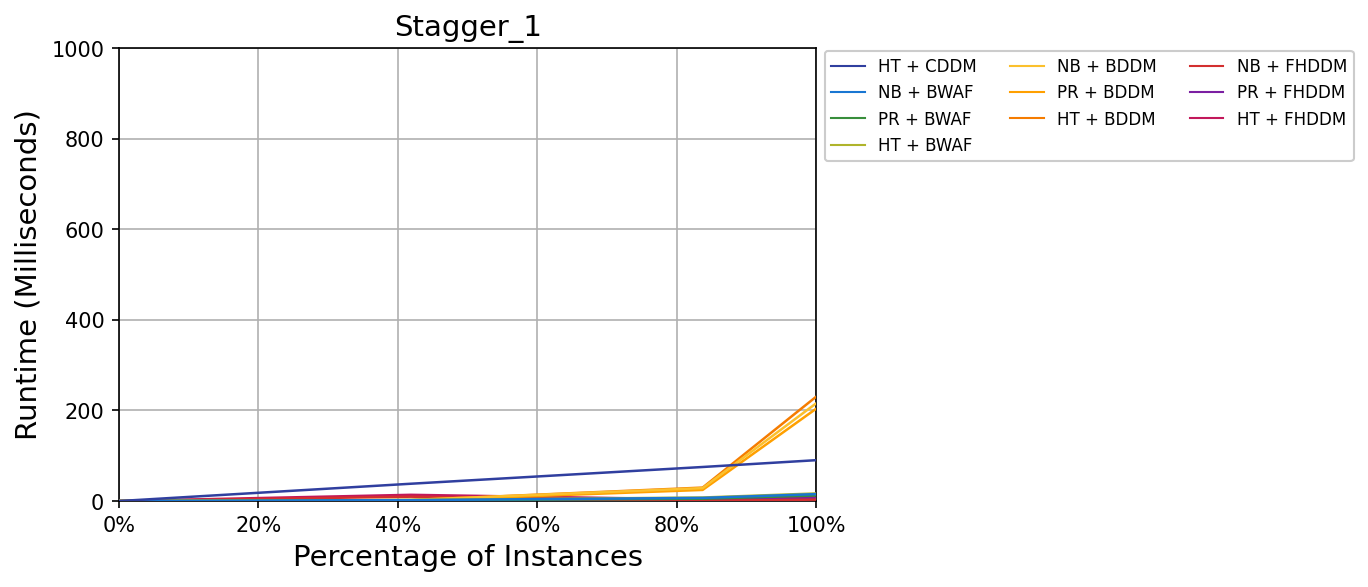 Stagger_1
Runtime (Milliseconds)
1000
800
600
400
200
0
0%
20%
40%
60%
80%
100%
Percentage of Instances
HT + CDDM
NB + BWAF
PR + BWAF
HT + BWAF
NB + BDDM
PR + BDDM
HT + BDDM
NB + FHDDM
PR + FHDDM
HT + FHDDM